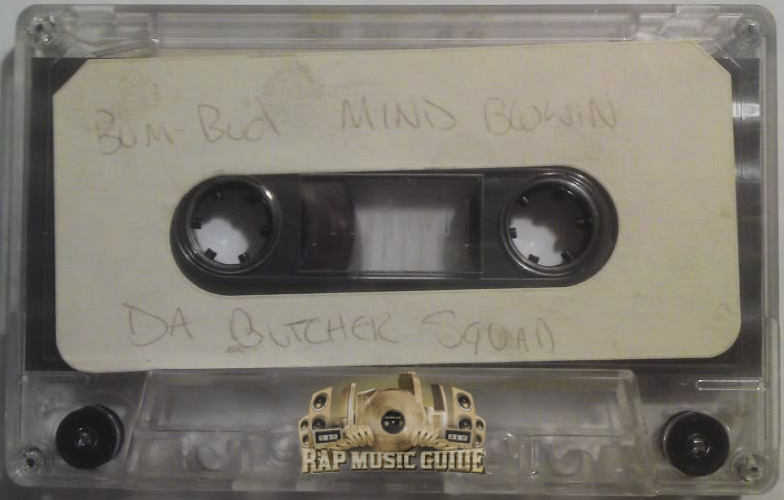 BUM-Bud MIND BLOWIN
DA BUTCHER SQUAD
RAP MUSIC GUIDE